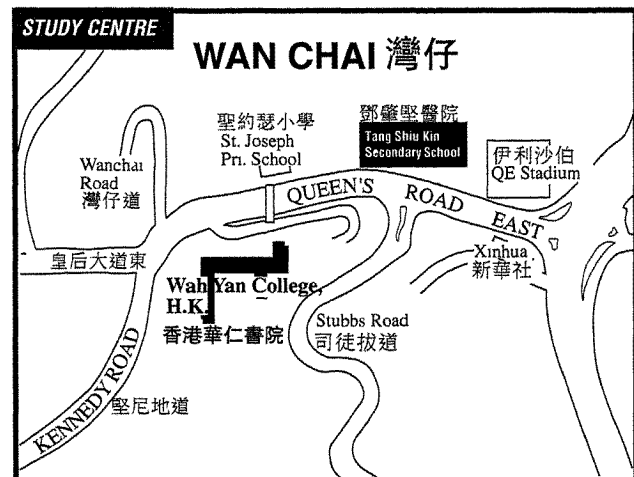 STUDY CENTRE
WAN CHAI 灣仔
聖約瑟小學
St. Joseph
Pri. School
鄧肇堅醫院
Tang Shiu Kin
Secondary School
伊利沙伯
QE Stadium
Wanchai
Road
灣仔道
QUEEN'S ROAD EAST
皇后大道東
Xinhua
新華社
Wah Yan College,
H.K.
香港華仁書院
Stubbs Road
司徒拔道
KENNEDY ROAD
堅尼地道